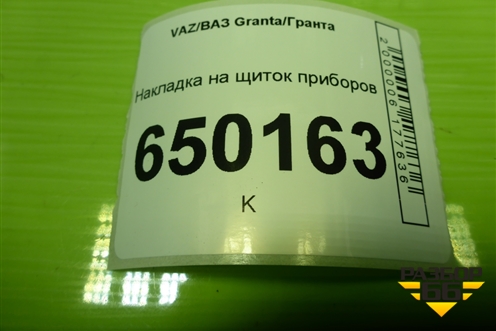 VAZ/ВАЗ Granta/Гранта
Накладка на щиток приборов
650163
К
2000006177636
РАЗБОР
66